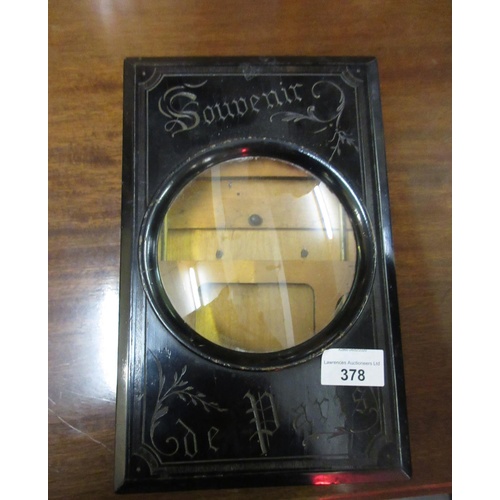 Souvenir
Lawrences Auctioneers Ltd
378
de Paris